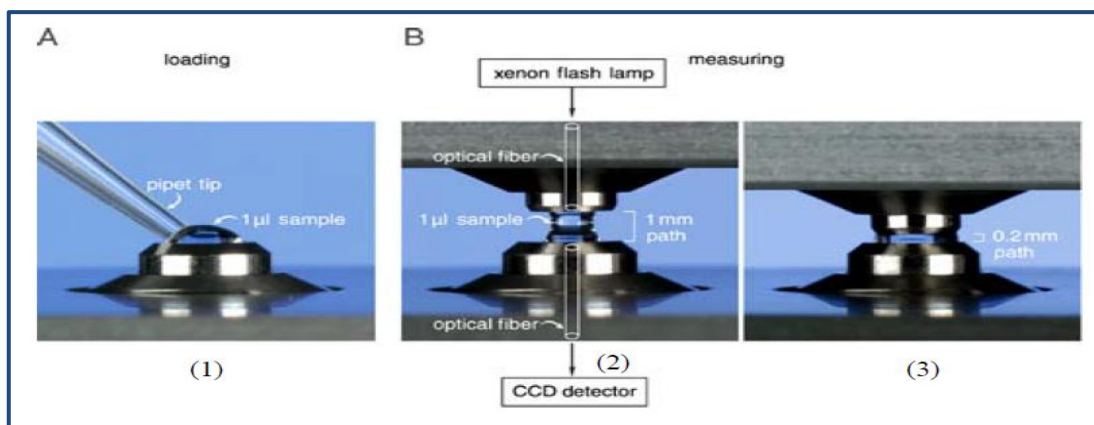 A
loading
pipet tip
1 µl sample
(1)
B
measuring
xenon flash lamp
optical fiber
1 µl sample
1 mm
path
optical fiber
(2)
CCD detector
0.2 mm
path
(3)